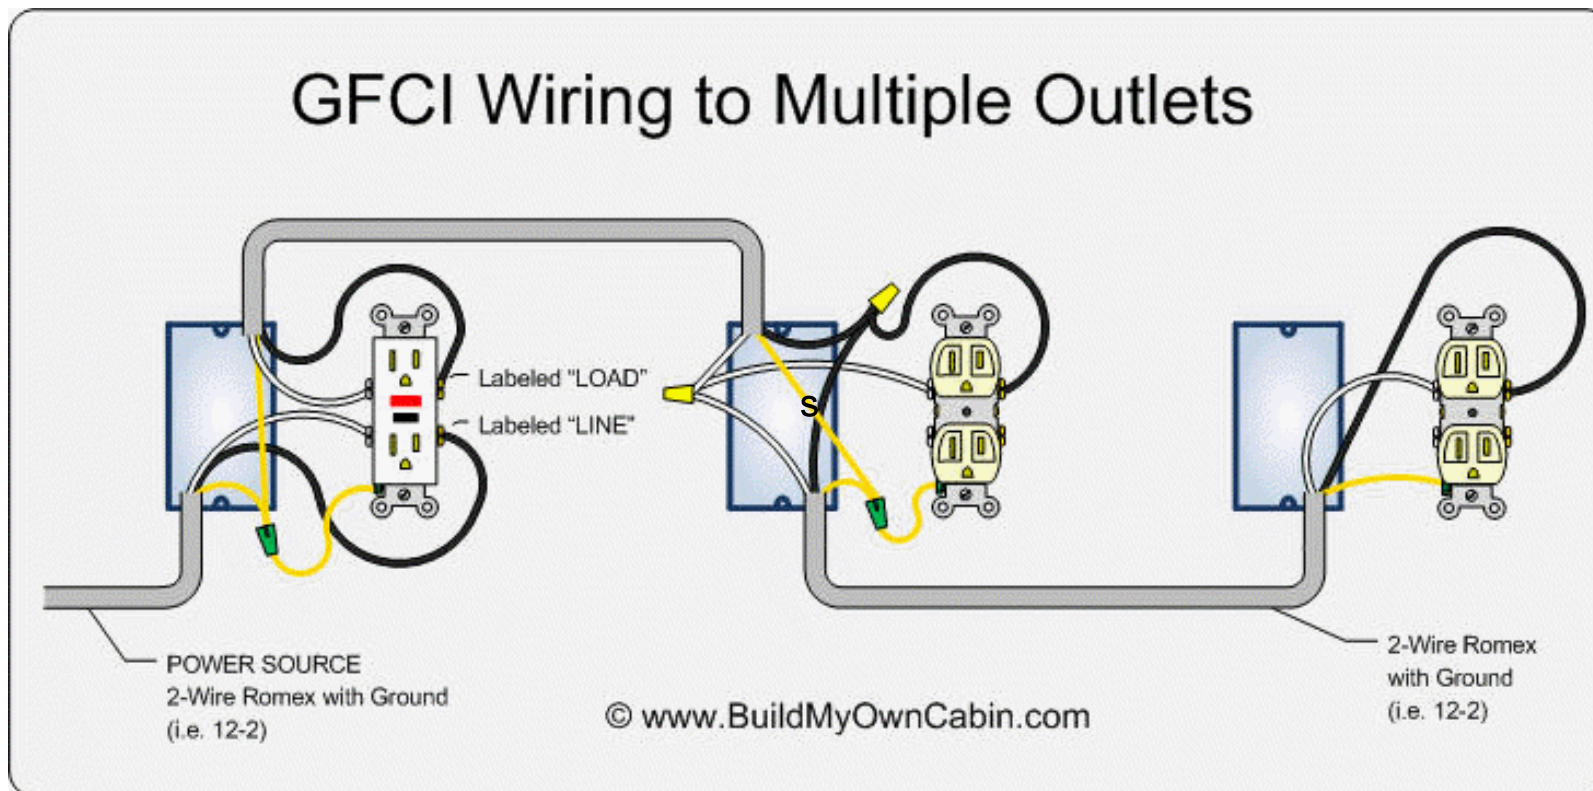 GFCI Wiring to Multiple Outlets
Labeled “LOAD”
Labeled “LINE”
S
POWER SOURCE
2-Wire Romex with Ground
(i.e. 12-2)
© www.BuildMyOwnCabin.com
2-Wire Romex
with Ground
(i.e. 12-2)